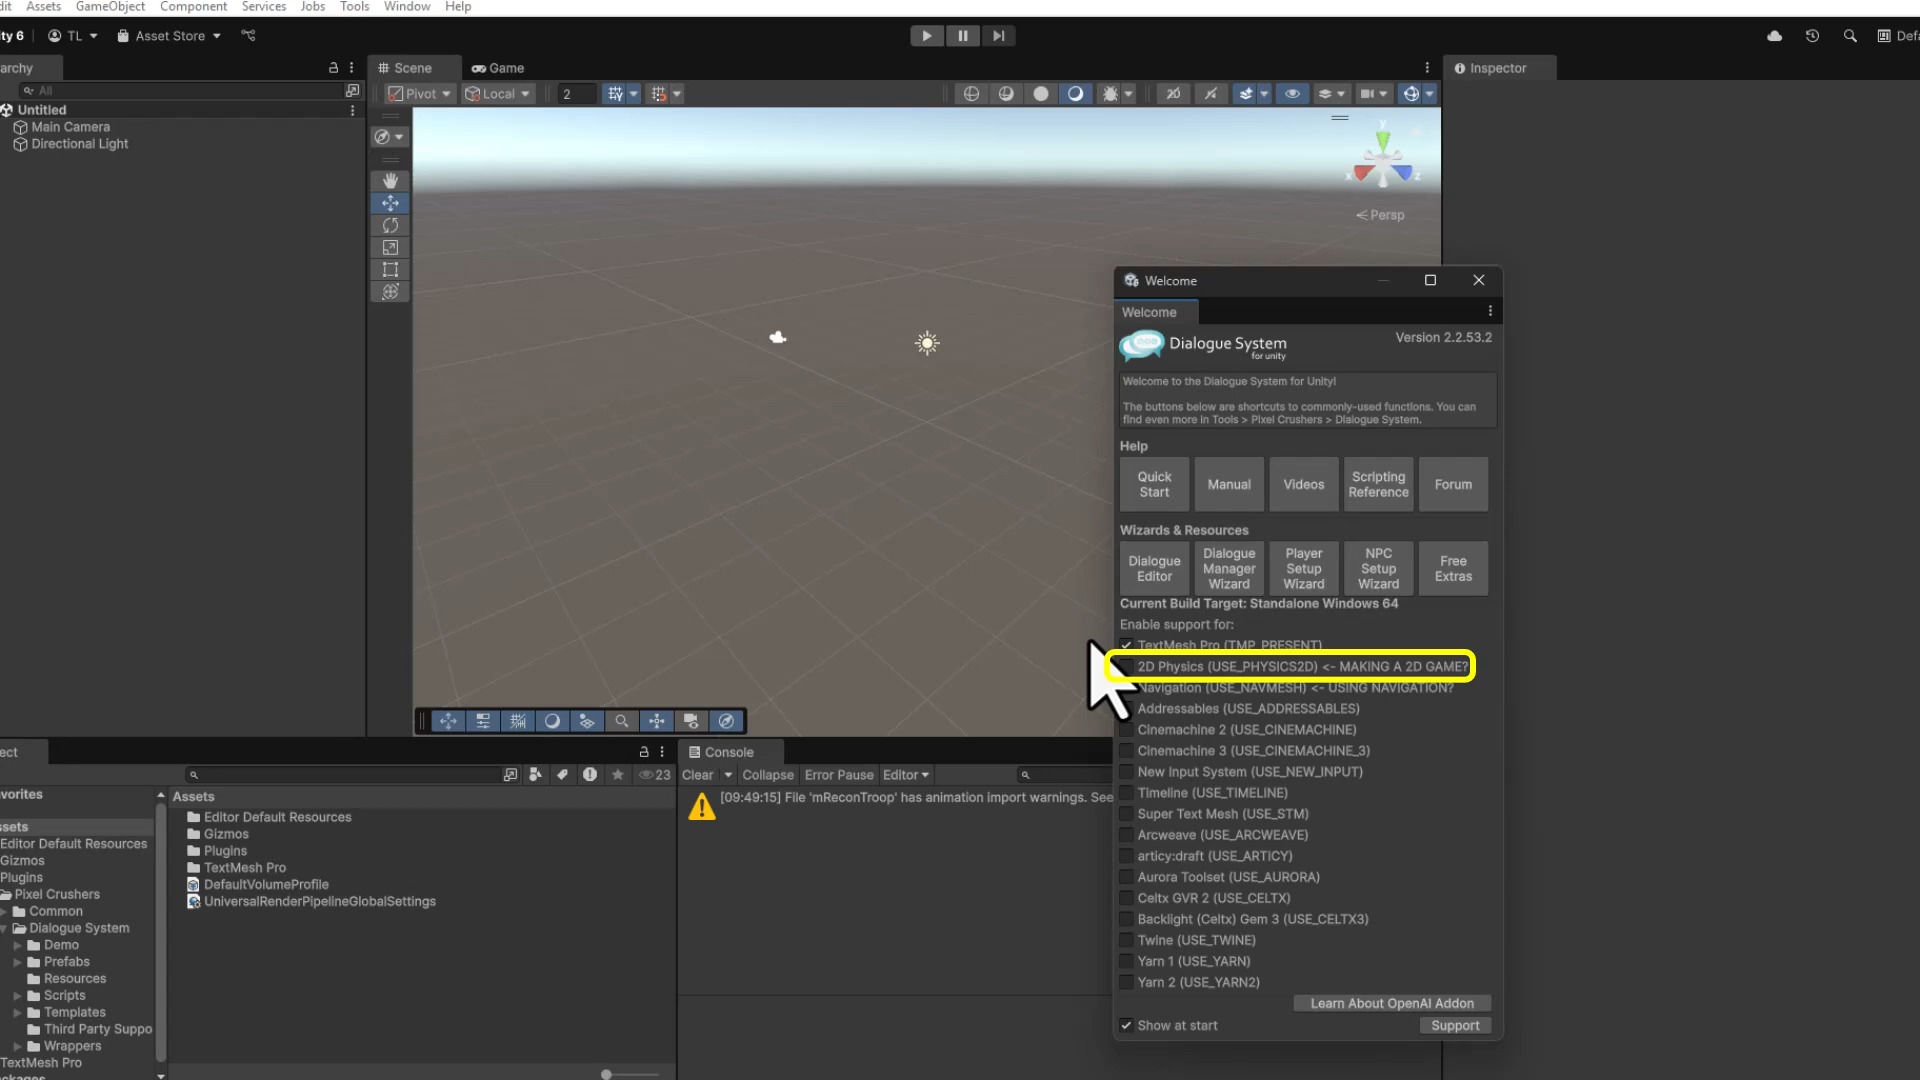 dit Assets GameObject Component Services Jobs Tools Window Help
ity 6 TL Asset Store Defa
archy
Scene Game Inspector
All
Pivot Local 2
Untitled
Main Camera
Directional Light
y
x z
Persp
Welcome
Welcome
Dialogue System
for unity
Version 2.2.53.2
Welcome to the Dialogue System for Unity!
The buttons below are shortcuts to commonly-used functions. You can
find even more in Tools > Pixel Crushers > Dialogue System.
Help
Quick Start
Manual
Videos
Scripting Reference
Forum
Wizards & Resources
Dialogue Editor
Dialogue Manager Wizard
Player Setup Wizard
NPC Setup Wizard
Free Extras
Current Build Target: Standalone Windows 64
Enable support for:
TextMesh Pro (TMP_PRESENT)
2D Physics (USE_PHYSICS2D) <- MAKING A 2D GAME?
Navigation (USE_NAVMESH) <- USING NAVIGATION?
Addressables (USE_ADDRESSABLES)
Cinemachine 2 (USE_CINEMACHINE)
Cinemachine 3 (USE_CINEMACHINE_3)
New Input System (USE_NEW_INPUT)
Timeline (USE_TIMELINE)
Super Text Mesh (USE_STM)
Arcweave (USE_ARCWEAVE)
articy:draft (USE_ARTICY)
Aurora Toolset (USE_AURORA)
Celtx GVR 2 (USE_CELTX)
Backlight (Celtx) Gem 3 (USE_CELTX3)
Twine (USE_TWINE)
Yarn 1 (USE_YARN)
Yarn 2 (USE_YARN2)
Learn About OpenAI Addon
Show at start
Support
ect
23
vorites
ssets
Editor Default Resources
Gizmos
Plugins
Pixel Crushers
Common
Dialogue System
Demo
Prefabs
Resources
Scripts
Templates
Third Party Suppo
Wrappers
TextMesh Pro
ckages
Assets
Editor Default Resources
Gizmos
Plugins
TextMesh Pro
DefaultVolumeProfile
UniversalRenderPipelineGlobalSettings
Console
Clear Collapse Error Pause Editor
[09:49:15] File 'mReconTroop' has animation import warnings. See